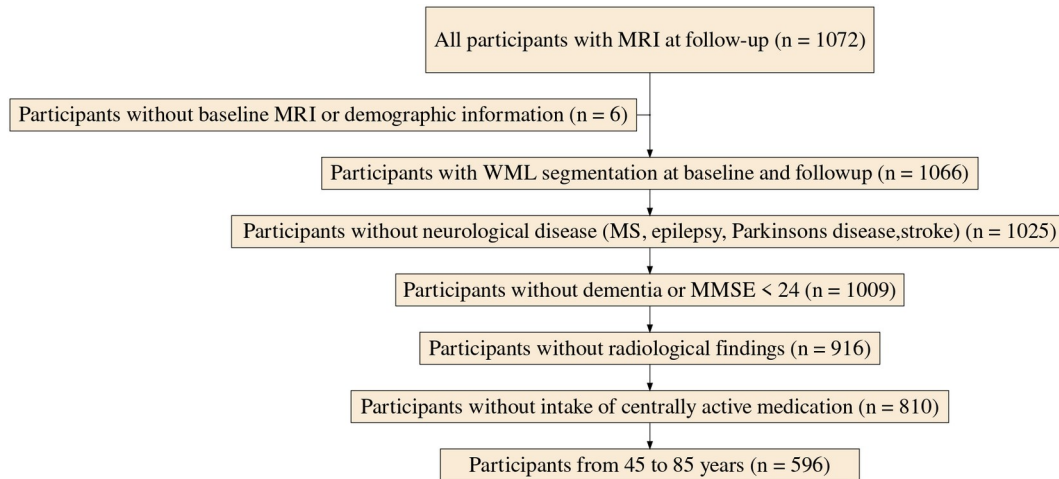 All participants with MRI at follow-up (n = 1072)
Participants without baseline MRI or demographic information (n = 6)
Participants with WML segmentation at baseline and followup (n = 1066)
Participants without neurological disease (MS, epilepsy, Parkinsons disease,stroke) (n = 1025)
Participants without dementia or MMSE < 24 (n = 1009)
Participants without radiological findings (n = 916)
Participants without intake of centrally active medication (n = 810)
Participants from 45 to 85 years (n = 596)